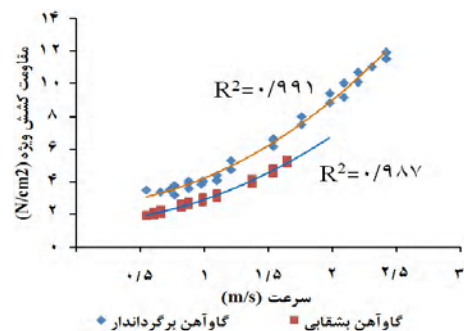 مقاومت کشش ویژه (N/cm2)
۱۴
۱۲
۱۰
۸
۶
۴
۲
۰
R²=۰/۹۹۱
R²=۰/۹۸۷
۰/۵ ۱ ۱/۵ ۲ ۲/۵ ۳
سرعت (m/s)
گاوآهن برگرداندار گاوآهن بشقابی